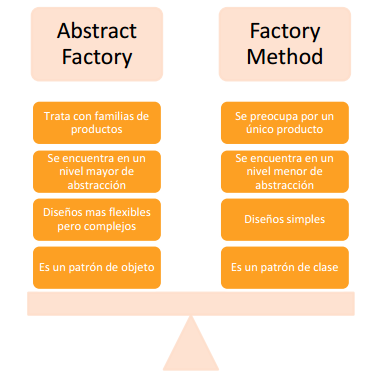 Abstract
Factory
Trata con familias de
productos
Se encuentra en un
nivel mayor de
abstracción
Diseños mas flexibles
pero complejos
Es un patrón de objeto
Factory
Method
Se preocupa por un
único producto
Se encuentra en un
nivel menor de
abstracción
Diseños simples
Es un patrón de clase